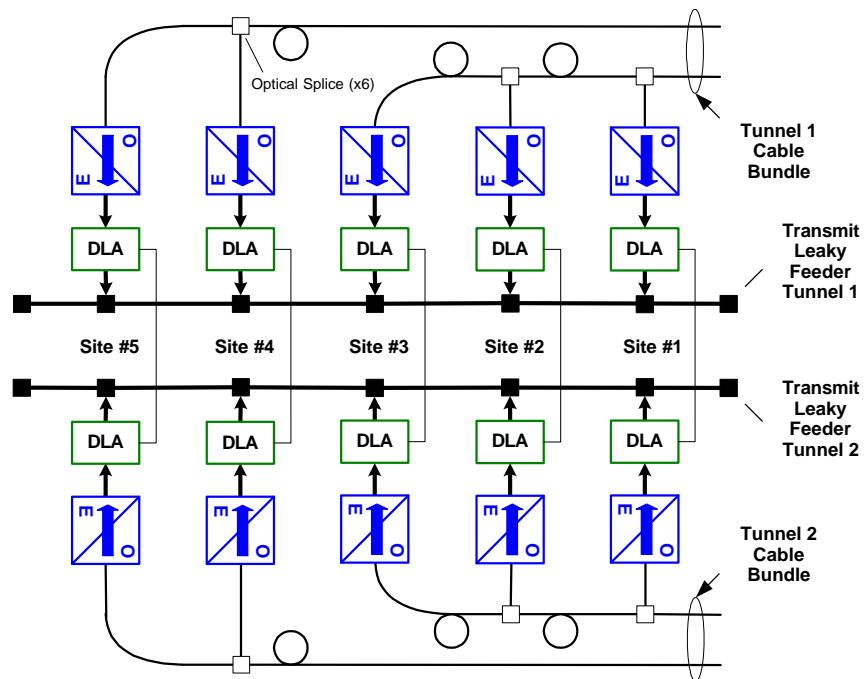 Optical Splice (x6)
Tunnel 1
Cable
Bundle
O O O O O
E E E E E
DLA DLA DLA DLA DLA
Transmit
Leaky
Feeder
Tunnel 1
Site #5 Site #4 Site #3 Site #2 Site #1
Transmit
Leaky
Feeder
Tunnel 2
DLA DLA DLA DLA DLA
E E E E E
O O O O O
Tunnel 2
Cable
Bundle